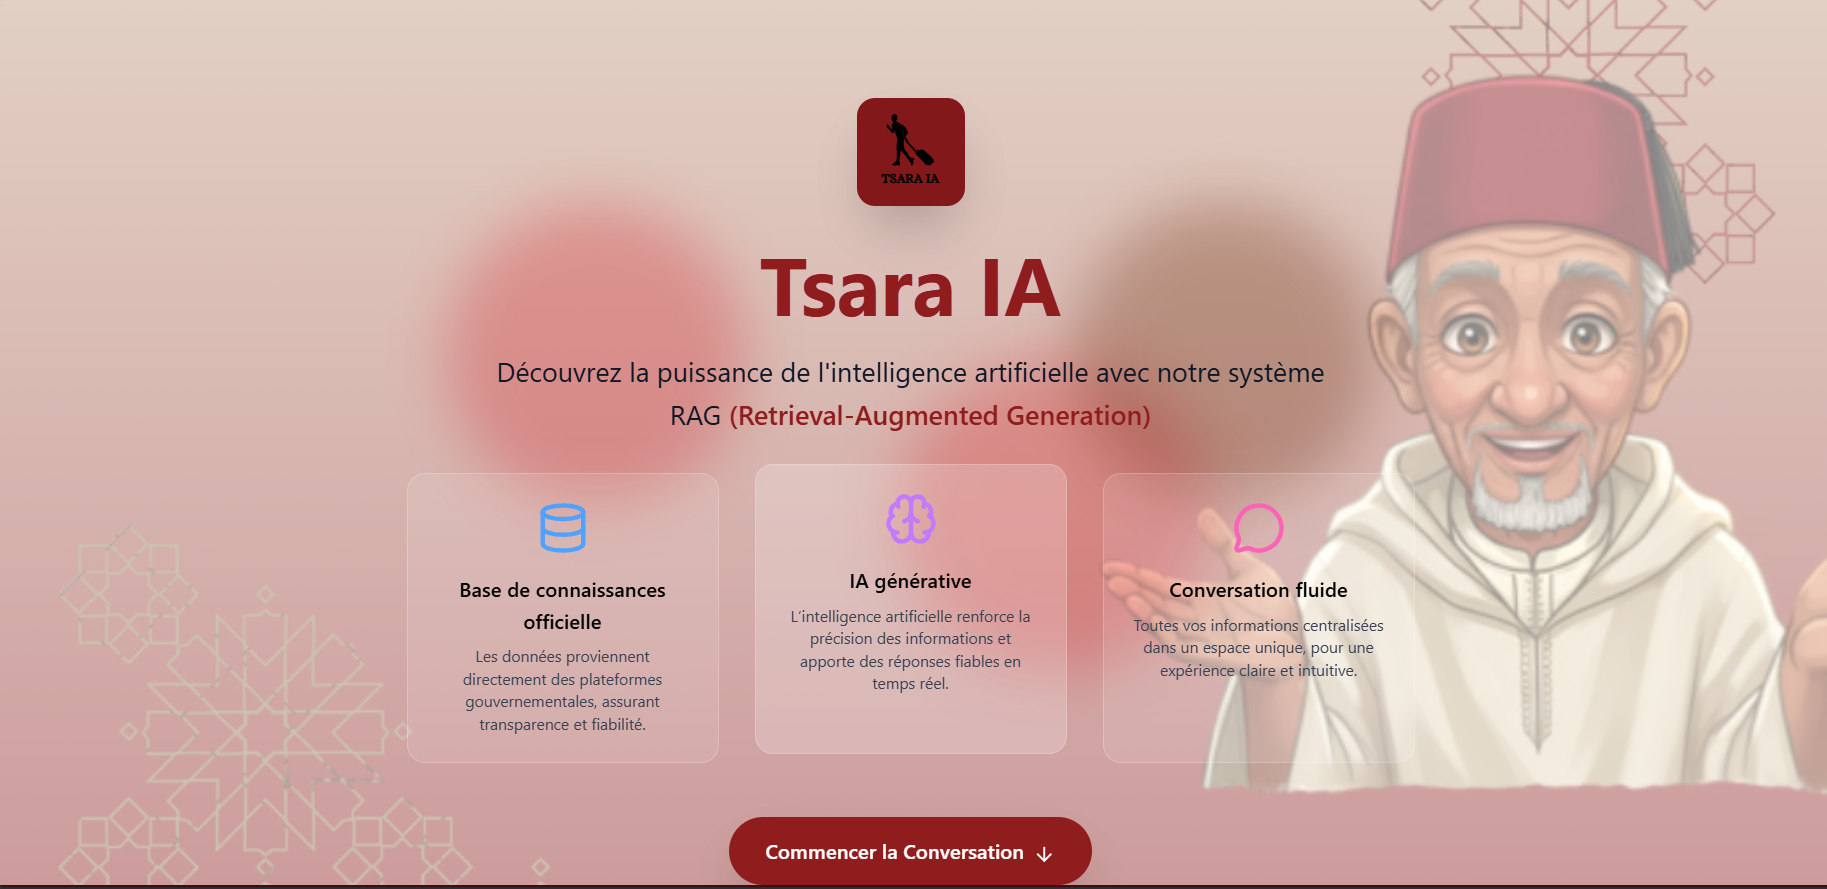 TSARA IA
Tsara IA
Découvrez la puissance de l'intelligence artificielle avec notre système
RAG (Retrieval-Augmented Generation)
Base de connaissances
officielle
Les données proviennent
directement des plateformes
gouvernementales, assurant
transparence et fiabilité.
IA générative
L'intelligence artificielle renforce la
précision des informations et
apporte des réponses fiables en
temps réel.
Conversation fluide
Toutes vos informations centralisées
dans un espace unique, pour une
expérience claire et intuitive.
Commencer la Conversation